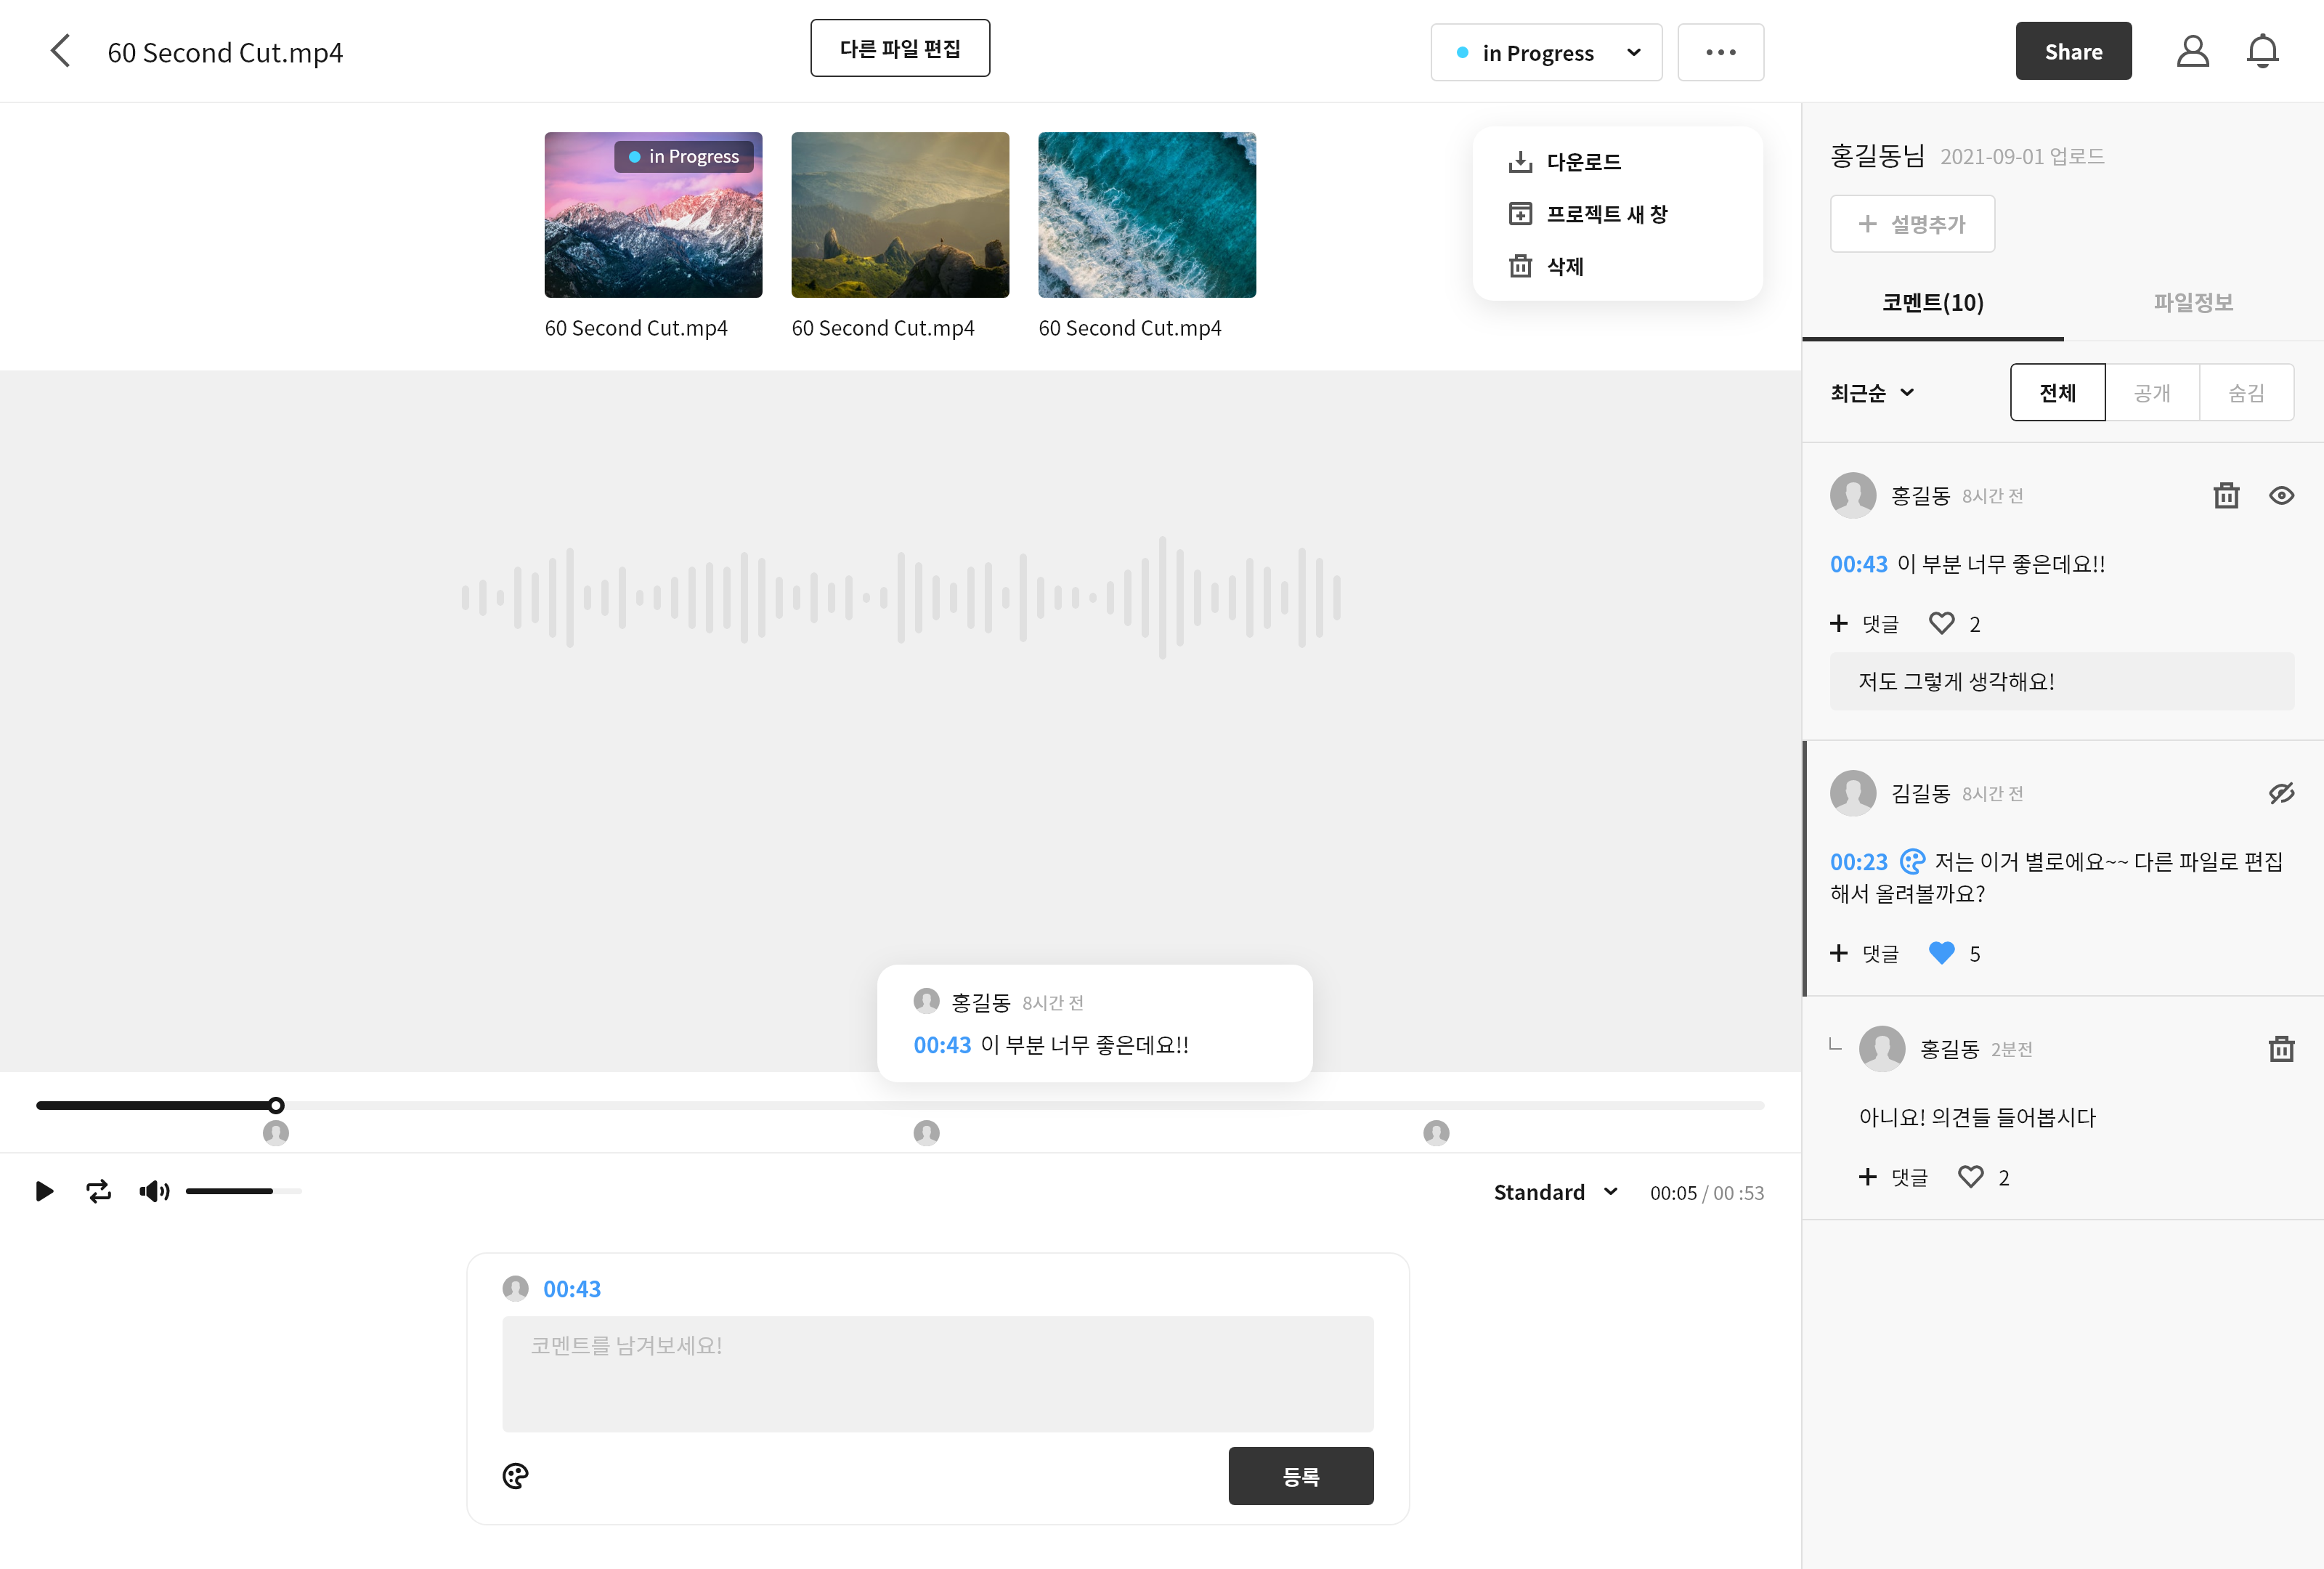 60 Second Cut.mp4
다른 파일 편집
in Progress
Share
in Progress
60 Second Cut.mp4
60 Second Cut.mp4
60 Second Cut.mp4
다운로드
프로젝트 새 창
삭제
홍길동 8시간 전
00:43 이 부분 너무 좋은데요!!
Standard
00:05 / 00 :53
00:43
코멘트를 남겨보세요!
등록
홍길동님 2021-09-01 업로드
설명추가
코멘트(10)
파일정보
최근순
전체
공개
숨김
홍길동 8시간 전
00:43 이 부분 너무 좋은데요!!
댓글 2
저도 그렇게 생각해요!
김길동 8시간 전
00:23 저는 이거 별로에요~~ 다른 파일로 편집
해서 올려볼까요?
댓글 5
홍길동 2분전
아니요! 의견들 들어봅시다
댓글 2